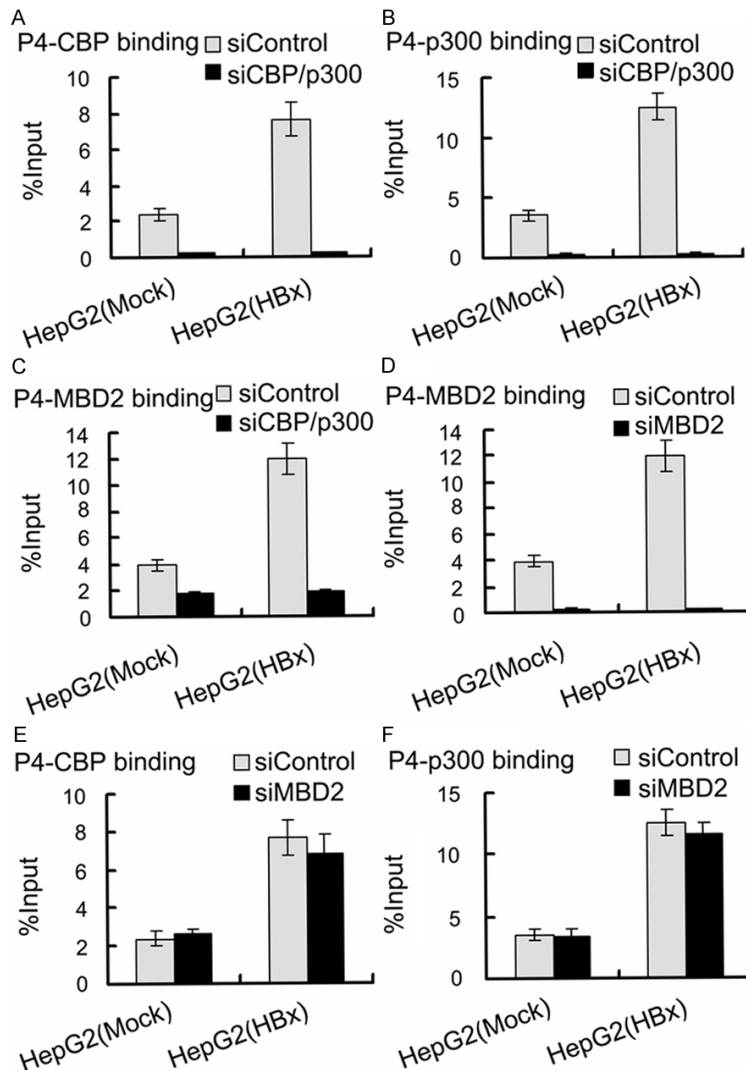 A
P4-CBP binding
siControl
siCBP/p300
%Input
10
8
6
4
2
0
HepG2(Mock)
HepG2(HBx)
B
P4-p300 binding
siControl
siCBP/p300
%Input
15
10
5
0
HepG2(Mock)
HepG2(HBx)
C
P4-MBD2 binding
siControl
siCBP/p300
%Input
14
12
10
8
6
4
2
0
HepG2(Mock)
HepG2(HBx)
D
P4-MBD2 binding
siControl
siMBD2
%Input
14
12
10
8
6
4
2
0
HepG2(Mock)
HepG2(HBx)
E
P4-CBP binding
siControl
siMBD2
%Input
10
8
6
4
2
0
HepG2(Mock)
HepG2(HBx)
F
P4-p300 binding
siControl
siMBD2
%Input
15
10
5
0
HepG2(Mock)
HepG2(HBx)